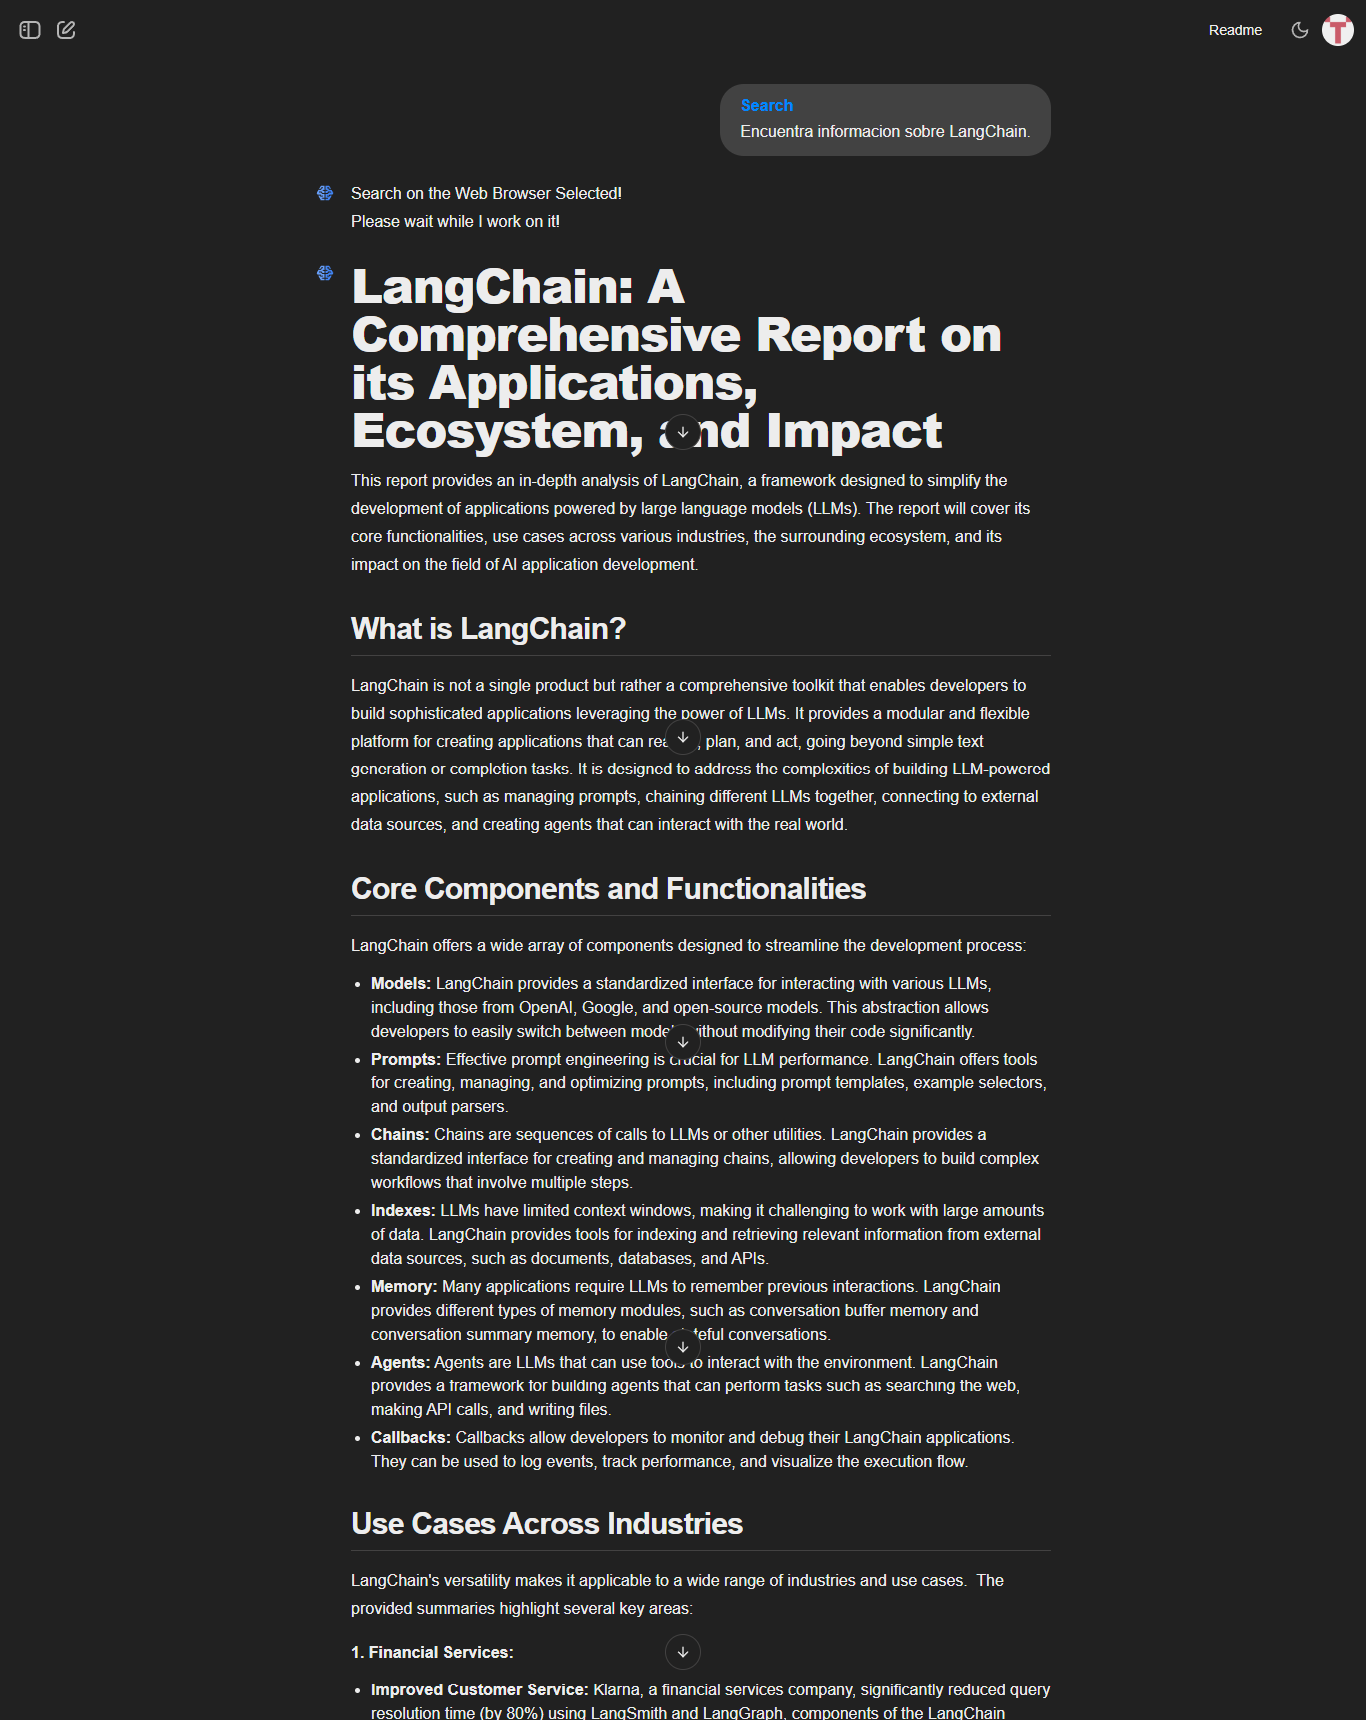 Readme
Search
Encuentra informacion sobre LangChain.
Search on the Web Browser Selected!
Please wait while I work on it!
LangChain: A
Comprehensive Report on
its Applications,
Ecosystem, and Impact
This report provides an in-depth analysis of LangChain, a framework designed to simplify the
development of applications powered by large language models (LLMs). The report will cover its
core functionalities, use cases across various industries, the surrounding ecosystem, and its
impact on the field of AI application development.
What is LangChain?
LangChain is not a single product but rather a comprehensive toolkit that enables developers to
build sophisticated applications leveraging the power of LLMs. It provides a modular and flexible
platform for creating applications that can , plan, and act, going beyond simple text
generation or completion tasks. It is designed to address the complexities of building LLM-powered
applications, such as managing prompts, chaining different LLMs together, connecting to external
data sources, and creating agents that can interact with the real world.
Core Components and Functionalities
LangChain offers a wide array of components designed to streamline the development process:
• Models: LangChain provides a standardized interface for interacting with various LLMs,
including those from OpenAI, Google, and open-source models. This abstraction allows
developers to easily switch between models without modifying their code significantly.
• Prompts: Effective prompt engineering is crucial for LLM performance. LangChain offers tools
for creating, managing, and optimizing prompts, including prompt templates, example selectors,
and output parsers.
• Chains: Chains are sequences of calls to LLMs or other utilities. LangChain provides a
standardized interface for creating and managing chains, allowing developers to build complex
workflows that involve multiple steps.
• Indexes: LLMs have limited context windows, making it challenging to work with large amounts
of data. LangChain provides tools for indexing and retrieving relevant information from external
data sources, such as documents, databases, and APIs.
• Memory: Many applications require LLMs to remember previous interactions. LangChain
provides different types of memory modules, such as conversation buffer memory and
conversation summary memory, to enable stateful conversations.
• Agents: Agents are LLMs that can use tools to interact with the environment. LangChain
provides a framework for building agents that can perform tasks such as searching the web,
making API calls, and writing files.
• Callbacks: Callbacks allow developers to monitor and debug their LangChain applications.
They can be used to log events, track performance, and visualize the execution flow.
Use Cases Across Industries
LangChain's versatility makes it applicable to a wide range of industries and use cases. The
provided summaries highlight several key areas:
1. Financial Services:
• Improved Customer Service: Klarna, a financial services company, significantly reduced query
resolution time (by 80%) using LangSmith and LangGraph, components of the LangChain